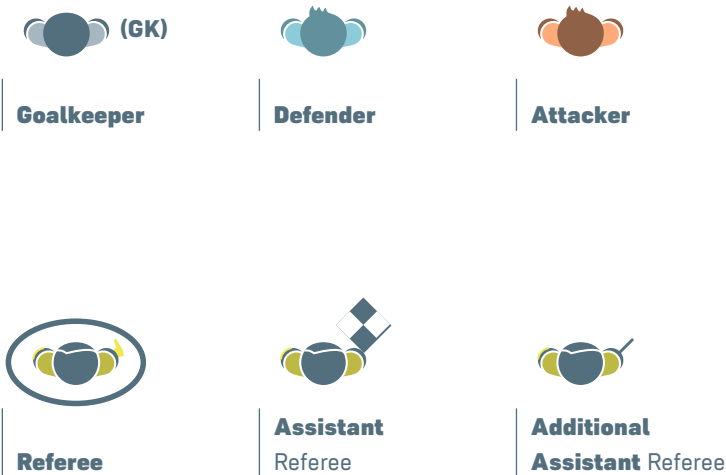 (GK)
Goalkeeper
Defender
Attacker
Referee
Assistant
Referee
Additional
Assistant Referee